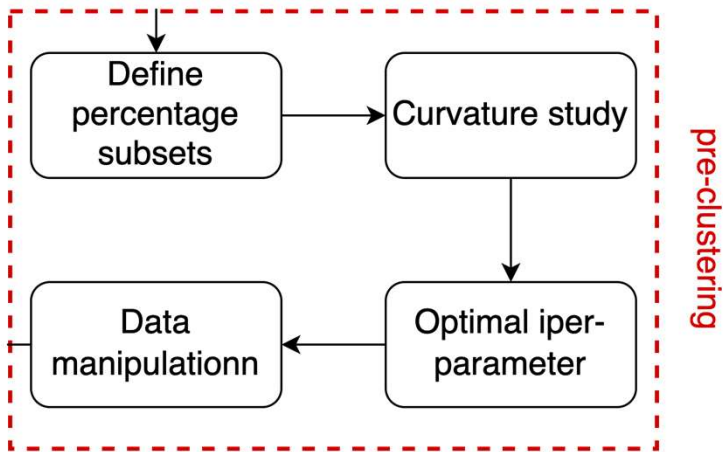 Define
percentage
subsets
Curvature study
Optimal iper-
parameter
Data
manipulationn
pre-clustering